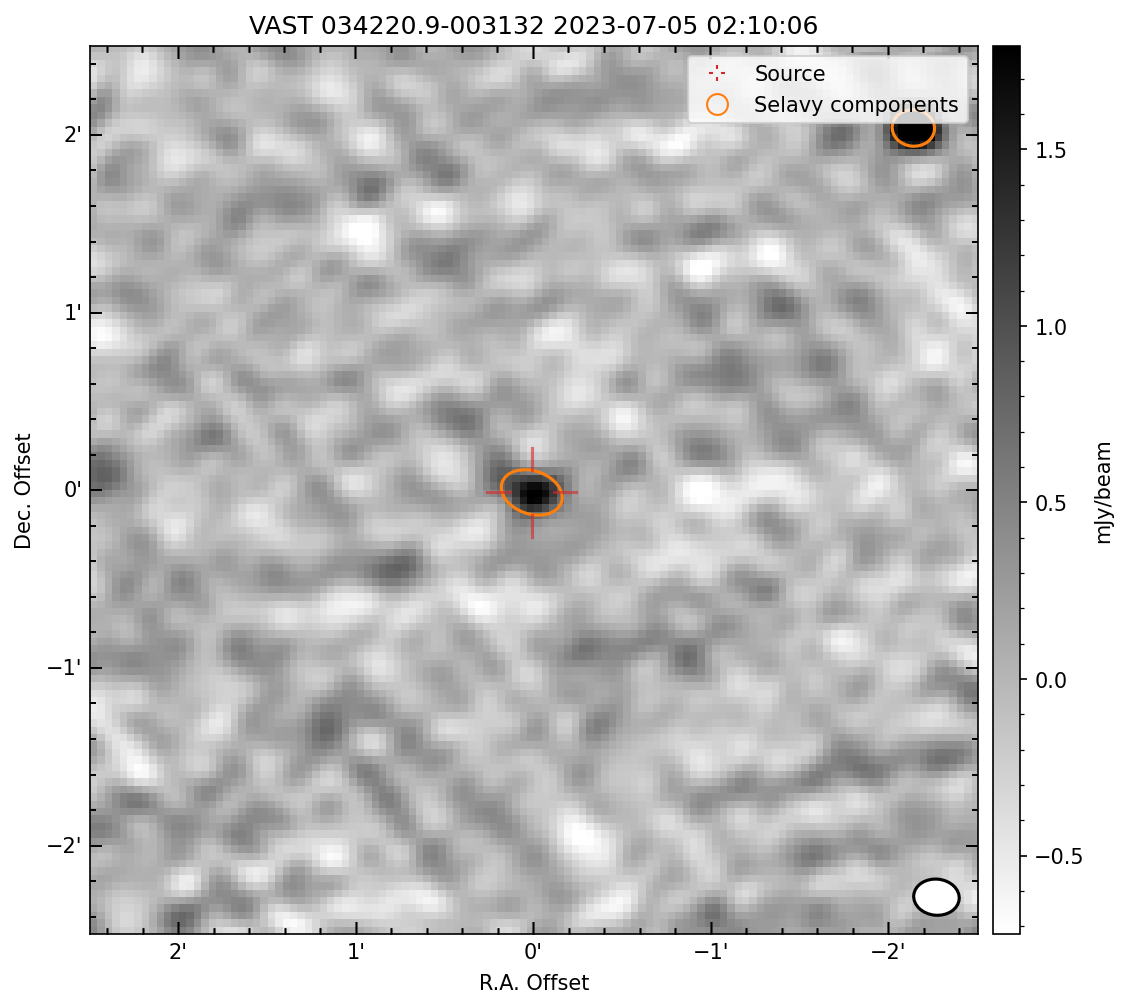 VAST 034220.9-003132 2023-07-05 02:10:06
Source
Selavy components
2'
1'
0'
−1'
−2'
Dec. Offset
2'
1'
0'
−1'
−2'
R.A. Offset
1.5
1.0
0.5
0.0
−0.5
mJy/beam